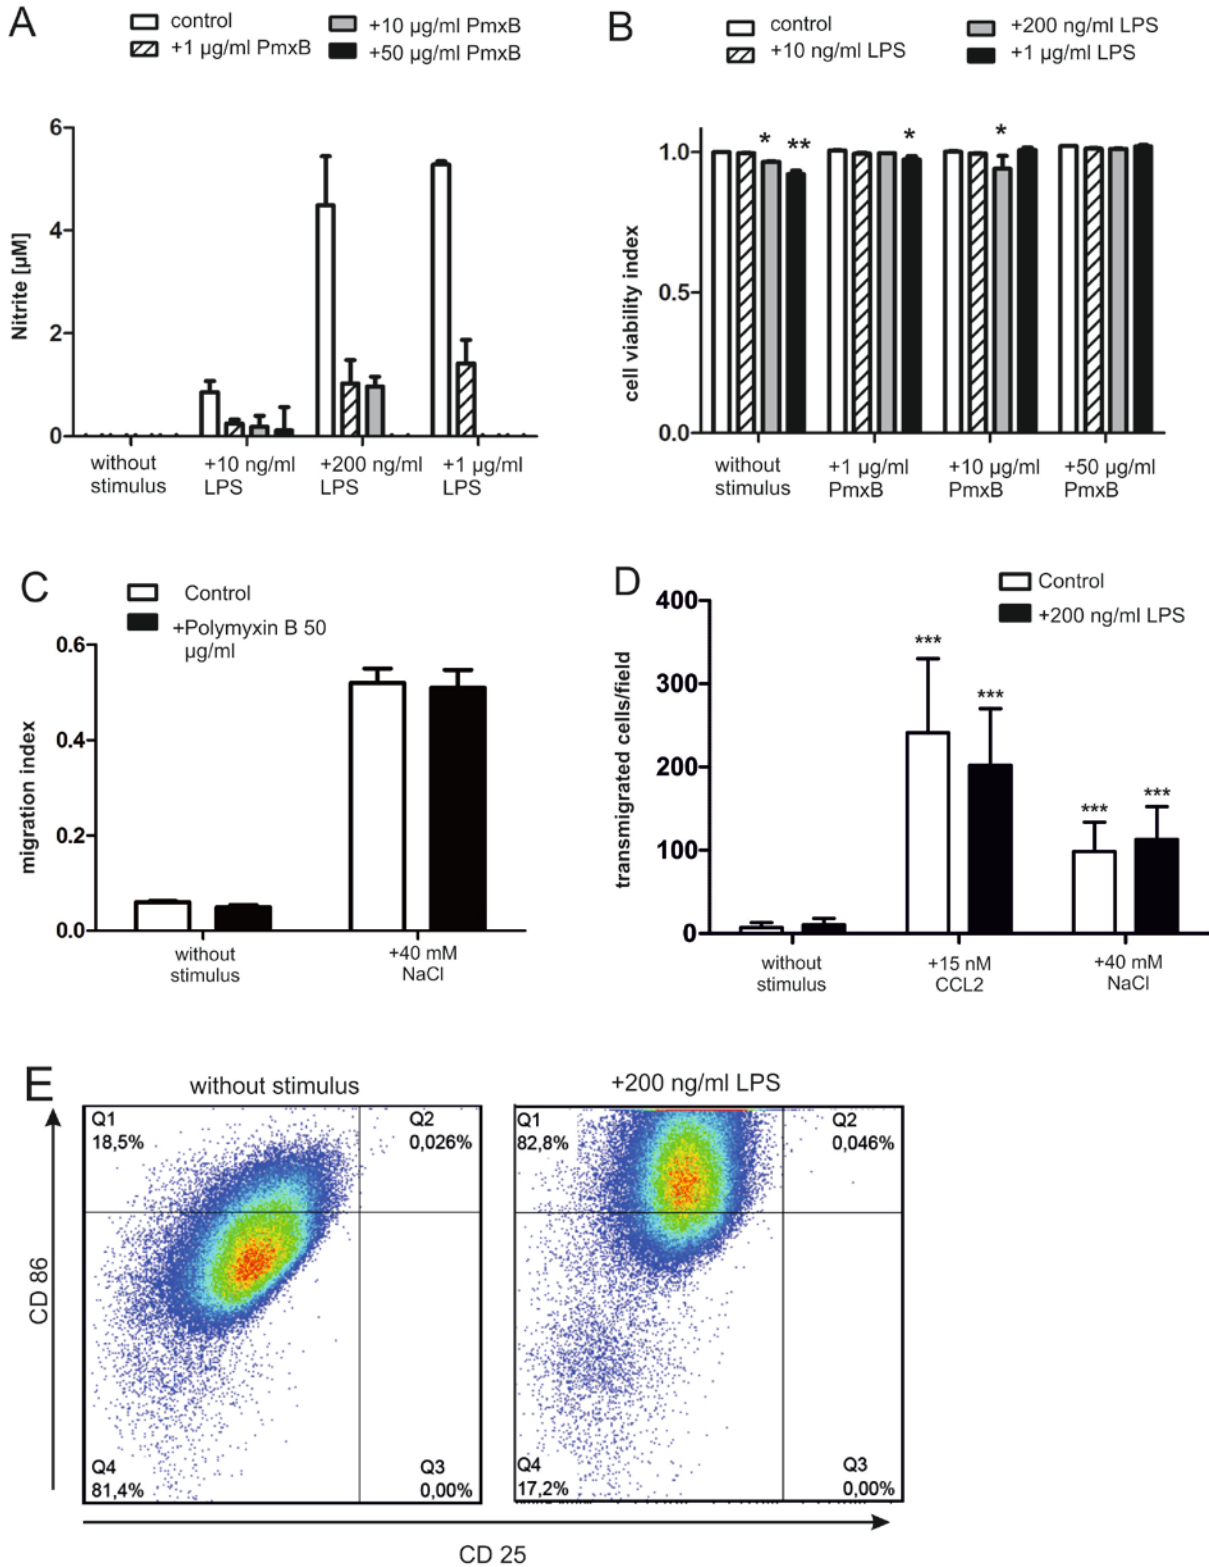 A
control
+10 µg/ml PmxB
+1 µg/ml PmxB
+50 µg/ml PmxB
Nitrite [µM]
6
4
2
0
without
stimulus
+10 ng/ml
LPS
+200 ng/ml
LPS
+1 µg/ml
LPS
B
control
+200 ng/ml LPS
+10 ng/ml LPS
+1 µg/ml LPS
cell viability index
1.0
0.5
0.0
*
**
*
*
without
stimulus
+1 µg/ml
PmxB
+10 µg/ml
PmxB
+50 µg/ml
PmxB
C
Control
+Polymyxin B 50
µg/ml
migration index
0.6
0.4
0.2
0.0
without
stimulus
+40 mM
NaCl
D
Control
+200 ng/ml LPS
transmigrated cells/field
400
300
200
100
0
***
***
***
***
without
stimulus
+15 nM
CCL2
+40 mM
NaCl
E
without stimulus
+200 ng/ml LPS
CD 86
Q1
18,5%
Q2
0,026%
Q4
81,4%
Q3
0,00%
Q1
82,8%
Q2
0,046%
Q4
17,2%
Q3
0,00%
CD 25